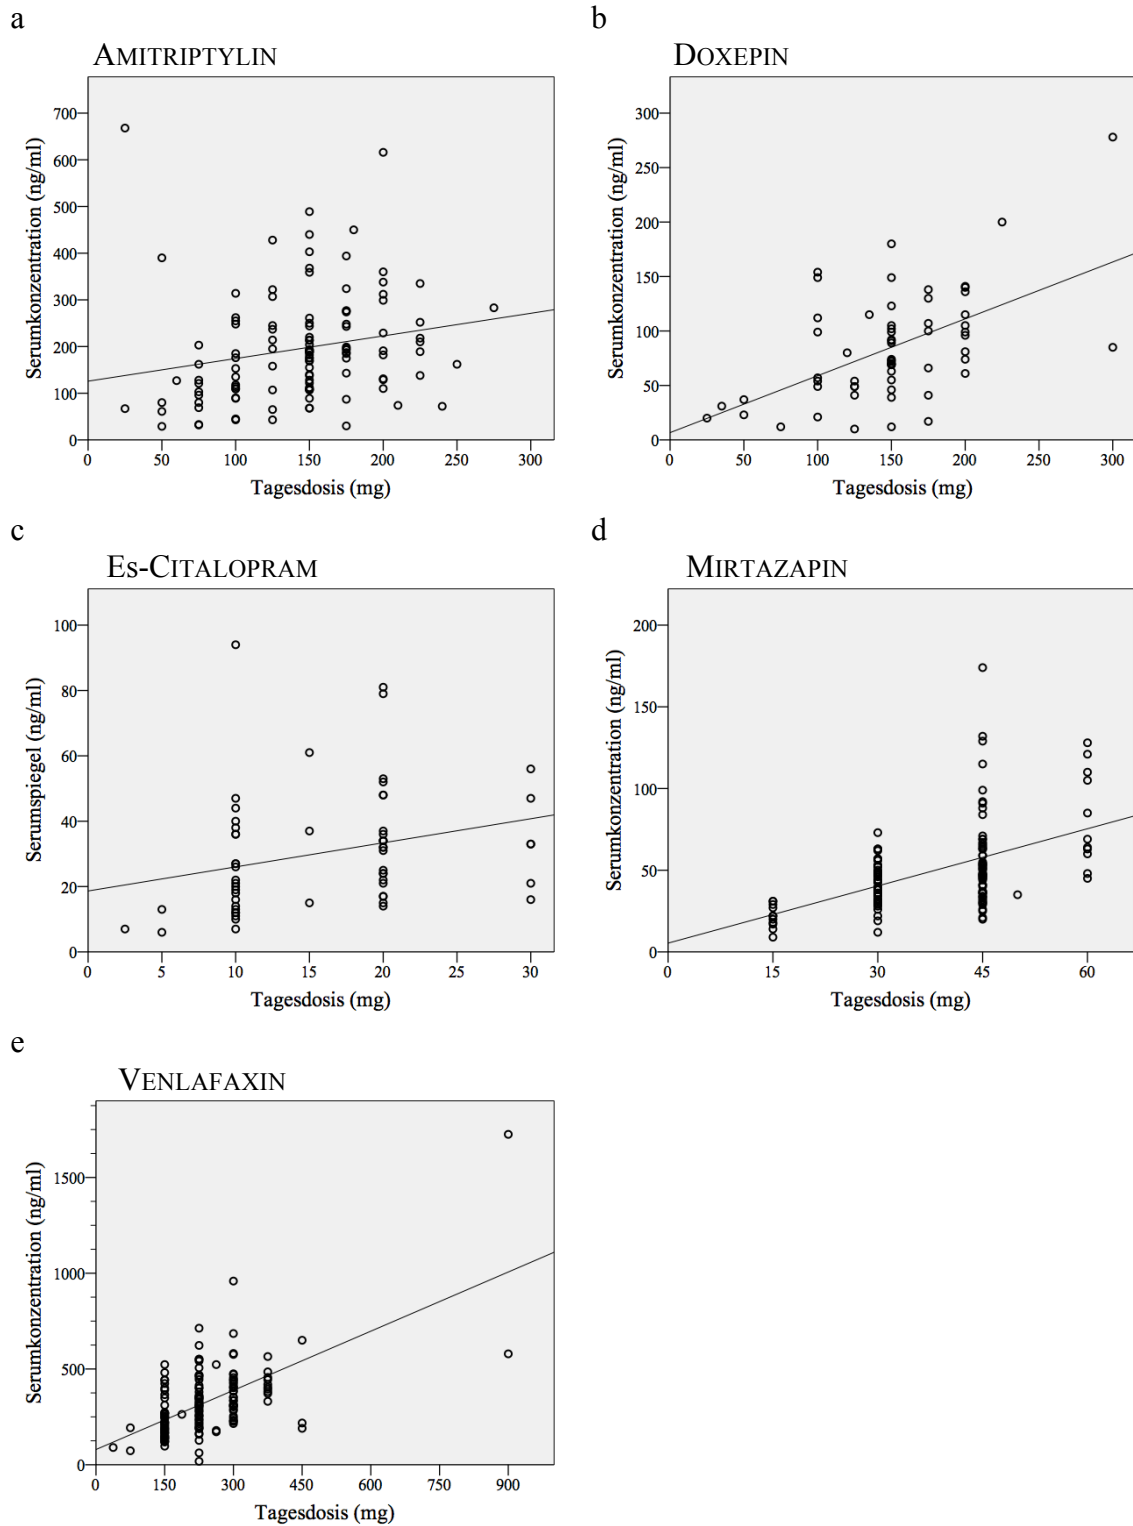 a
AMITRIPTYLIN
Serumkonzentration (ng/ml)
700
600
500
400
300
200
100
0
0 50 100 150 200 250 300
Tagesdosis (mg)
b
DOXEPIN
Serumkonzentration (ng/ml)
300
250
200
150
100
50
0
0 50 100 150 200 250 300
Tagesdosis (mg)
c
ES-CITALOPRAM
Serumspiegel (ng/ml)
100
80
60
40
20
0
0 5 10 15 20 25 30
Tagesdosis (mg)
d
MIRTAZAPIN
Serumkonzentration (ng/ml)
200
150
100
50
0
0 15 30 45 60
Tagesdosis (mg)
e
VENLAFAXIN
Serumkonzentration (ng/ml)
1500
1000
500
0
0 150 300 450 600 750 900
Tagesdosis (mg)